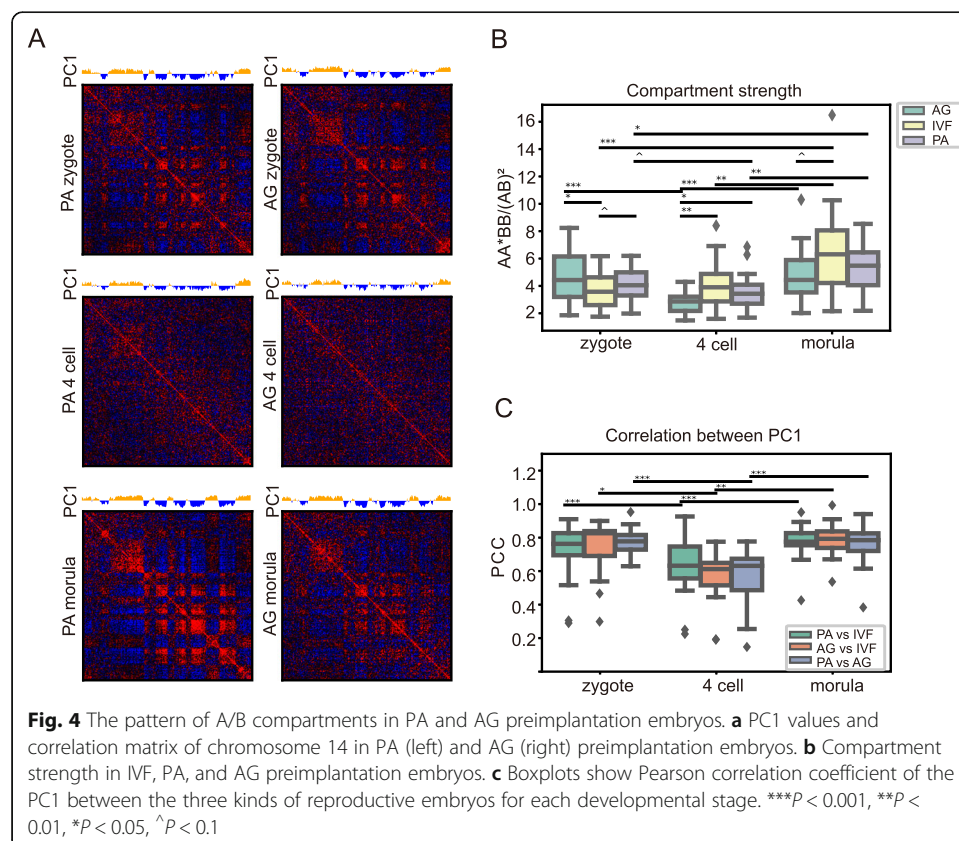 A
PC1
PC1
PA zygote
AG zygote
PC1
PC1
PA 4 cell
AG 4 cell
PC1
PC1
PA morula
AG morula
B
Compartment strength
AG
IVF
PA
AA*BB/(AB)²
16
14
12
10
8
6
4
2
*
***
^
^
***
**
**
***
*
*
^
**
zygote
4 cell
morula
C
Correlation between PC1
PCC
1.2
1.0
0.8
0.6
0.4
0.2
***
***
*
**
***
***
PA vs IVF
AG vs IVF
PA vs AG
zygote
4 cell
morula
Fig. 4 The pattern of A/B compartments in PA and AG preimplantation embryos. a PC1 values and
correlation matrix of chromosome 14 in PA (left) and AG (right) preimplantation embryos. b Compartment
strength in IVF, PA, and AG preimplantation embryos. c Boxplots show Pearson correlation coefficient of the
PC1 between the three kinds of reproductive embryos for each developmental stage. ***P < 0.001, **P <
0.01, *P < 0.05, ^P < 0.1